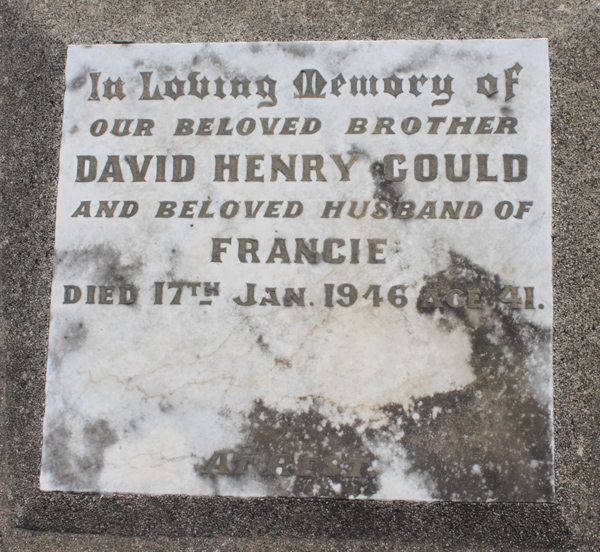 In Loving Memory of
OUR BELOVED BROTHER
DAVID HENRY GOULD
AND BELOVED HUSBAND OF
FRANCIE
DIED 17TH JAN. 1946 AGE 41.
AT REST.